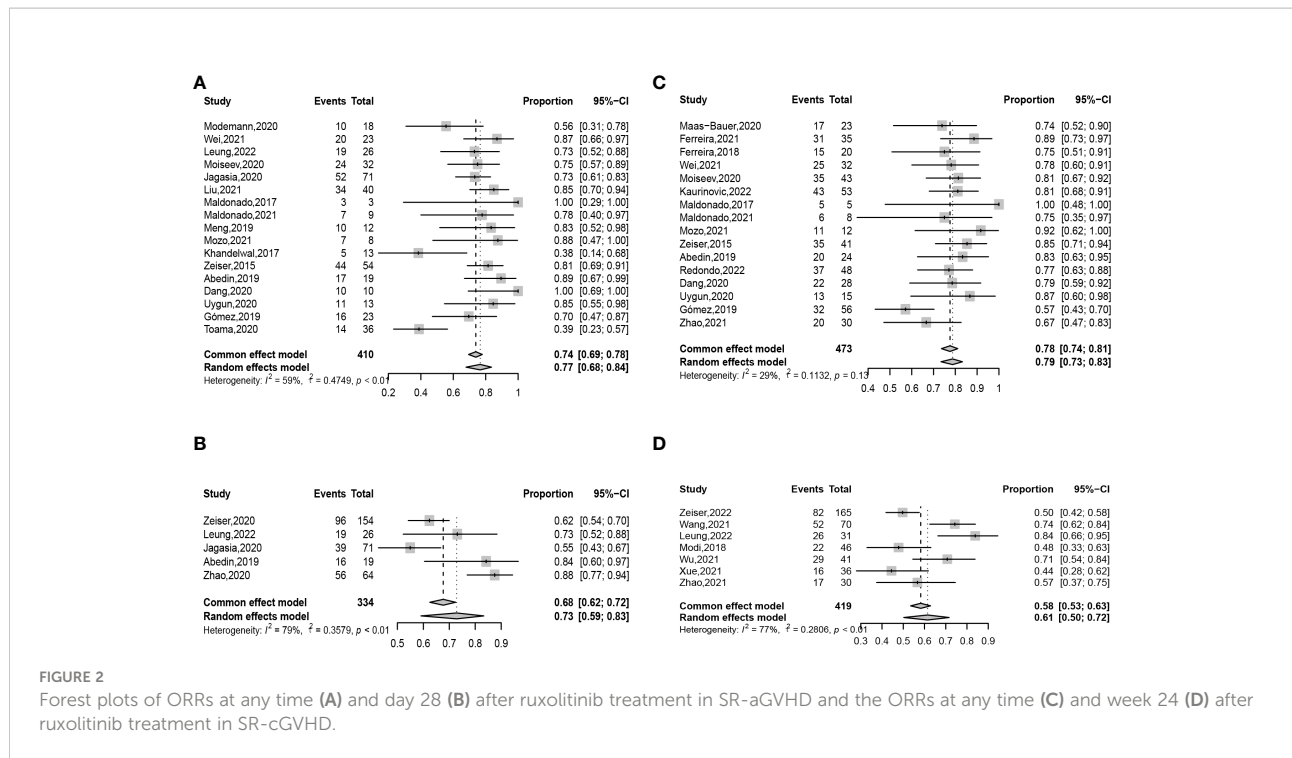 A
Study Events Total Proportion 95%−CI
Modemann,2020 10 18 0.56 [0.31; 0.78]
Wei,2021 20 23 0.87 [0.66; 0.97]
Leung,2022 19 26 0.73 [0.52; 0.88]
Moiseev,2020 24 32 0.75 [0.57; 0.89]
Jagasia,2020 52 71 0.73 [0.61; 0.83]
Liu,2021 34 40 0.85 [0.70; 0.94]
Maldonado,2017 3 3 1.00 [0.29; 1.00]
Maldonado,2021 7 9 0.78 [0.40; 0.97]
Meng,2019 10 12 0.83 [0.52; 0.98]
Mozo,2021 7 8 0.88 [0.47; 1.00]
Khandelwal,2017 5 13 0.38 [0.14; 0.68]
Zeiser,2015 44 54 0.81 [0.69; 0.91]
Abedin,2019 17 19 0.89 [0.67; 0.99]
Dang,2020 10 10 1.00 [0.69; 1.00]
Uygun,2020 11 13 0.85 [0.55; 0.98]
Gómez,2019 16 23 0.70 [0.47; 0.87]
Toama,2020 14 36 0.39 [0.23; 0.57]
Common effect model 410 0.74 [0.69; 0.78]
Random effects model 0.77 [0.68; 0.84]
Heterogeneity: I² = 59%, τ² = 0.4749, p < 0.01
0.2 0.4 0.6 0.8 1
C
Study Events Total Proportion 95%−CI
Maas−Bauer,2020 17 23 0.74 [0.52; 0.90]
Ferreira,2021 31 35 0.89 [0.73; 0.97]
Ferreira,2018 15 20 0.75 [0.51; 0.91]
Wei,2021 25 32 0.78 [0.60; 0.91]
Moiseev,2020 35 43 0.81 [0.67; 0.92]
Kaurinovic,2022 43 53 0.81 [0.68; 0.91]
Maldonado,2017 5 5 1.00 [0.48; 1.00]
Maldonado,2021 6 8 0.75 [0.35; 0.97]
Mozo,2021 11 12 0.92 [0.62; 1.00]
Zeiser,2015 35 41 0.85 [0.71; 0.94]
Abedin,2019 20 24 0.83 [0.63; 0.95]
Redondo,2022 37 48 0.77 [0.63; 0.88]
Dang,2020 22 28 0.79 [0.59; 0.92]
Uygun,2020 13 15 0.87 [0.60; 0.98]
Gómez,2019 32 56 0.57 [0.43; 0.70]
Zhao,2021 20 30 0.67 [0.47; 0.83]
Common effect model 473 0.78 [0.74; 0.81]
Random effects model 0.79 [0.73; 0.83]
Heterogeneity: I² = 29%, τ² = 0.1132, p = 0.13
0.4 0.5 0.6 0.7 0.8 0.9 1
B
Study Events Total Proportion 95%−CI
Zeiser,2020 96 154 0.62 [0.54; 0.70]
Leung,2022 19 26 0.73 [0.52; 0.88]
Jagasia,2020 39 71 0.55 [0.43; 0.67]
Abedin,2019 16 19 0.84 [0.60; 0.97]
Zhao,2020 56 64 0.88 [0.77; 0.94]
Common effect model 334 0.68 [0.62; 0.72]
Random effects model 0.73 [0.59; 0.83]
Heterogeneity: I² = 79%, τ² = 0.3579, p < 0.01
0.5 0.6 0.7 0.8 0.9
D
Study Events Total Proportion 95%−CI
Zeiser,2022 82 165 0.50 [0.42; 0.58]
Wang,2021 52 70 0.74 [0.62; 0.84]
Leung,2022 26 31 0.84 [0.66; 0.95]
Modi,2018 22 46 0.48 [0.33; 0.63]
Wu,2021 29 41 0.71 [0.54; 0.84]
Xue,2021 16 36 0.44 [0.28; 0.62]
Zhao,2021 17 30 0.57 [0.37; 0.75]
Common effect model 419 0.58 [0.53; 0.63]
Random effects model 0.61 [0.50; 0.72]
Heterogeneity: I² = 77%, τ² = 0.2806, p < 0.01
0.3 0.4 0.5 0.6 0.7 0.8 0.9
FIGURE 2
Forest plots of ORRs at any time (A) and day 28 (B) after ruxolitinib treatment in SR-aGVHD and the ORRs at any time (C) and week 24 (D) after
ruxolitinib treatment in SR-cGVHD.